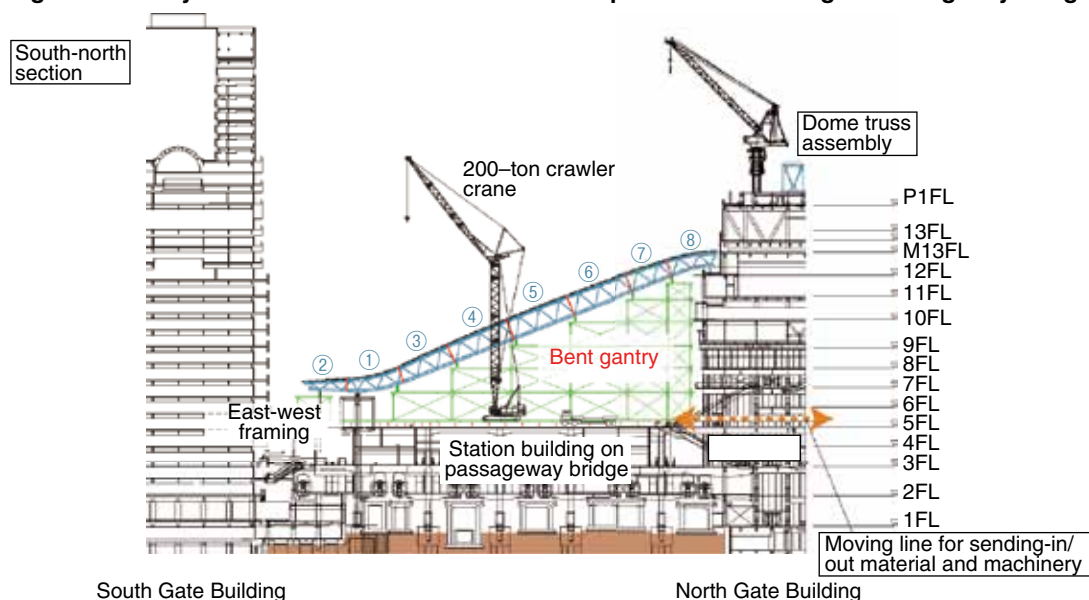 South-north
section
Dome truss
assembly
200–ton crawler
crane
P1FL
13FL
M13FL
12FL
11FL
10FL
9FL
8FL
7FL
6FL
5FL
4FL
3FL
2FL
1FL
⑧
⑦
⑥
⑤
④
③
①
②
Bent gantry
East-west
framing
Station building on
passageway bridge
Moving line for sending-in/
out material and machinery
South Gate Building
North Gate Building